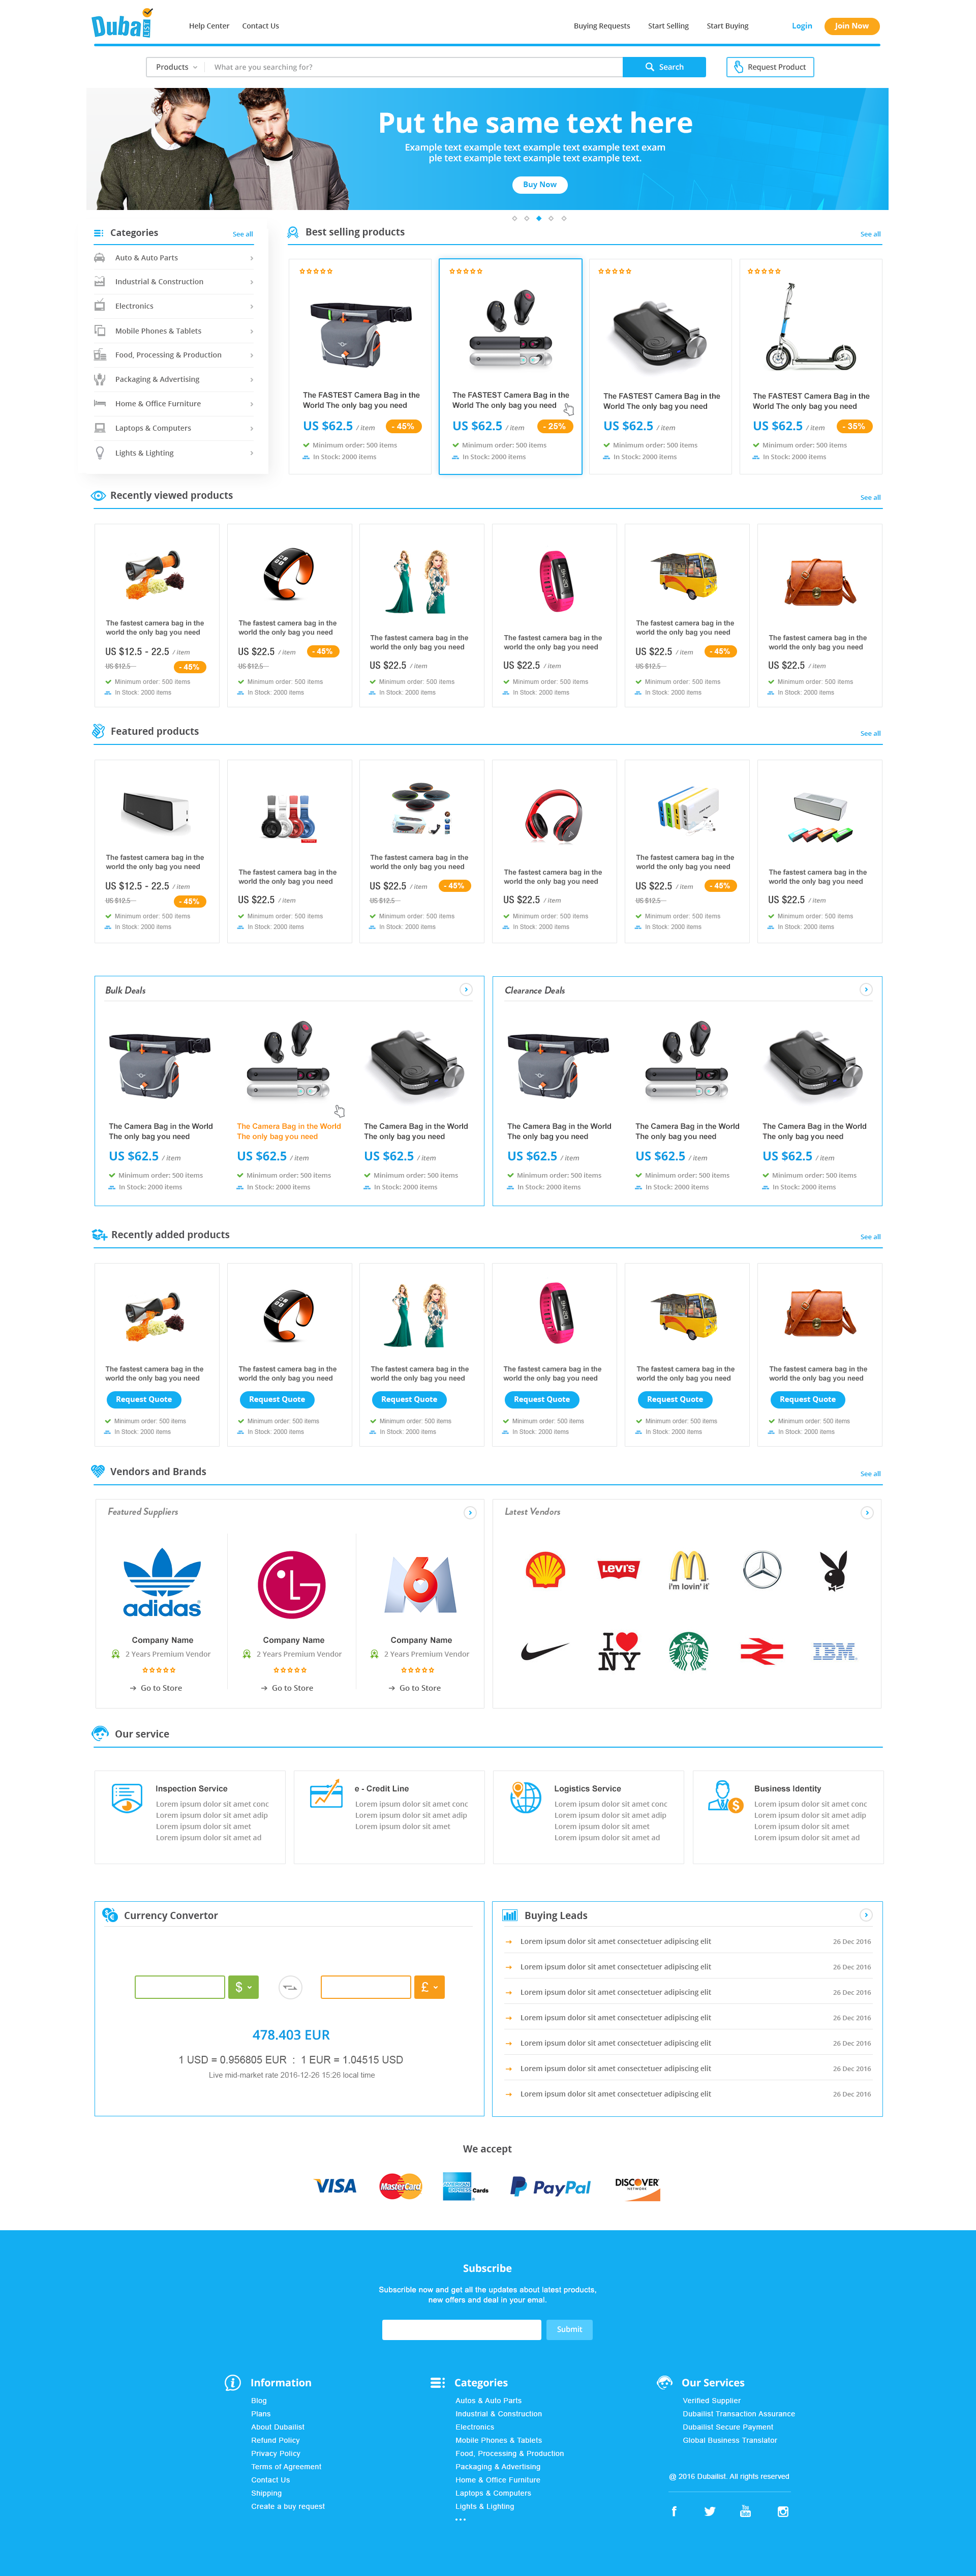 Dubai LIST
Help Center Contact Us Buying Requests Start Selling Start Buying Login Join Now
Products What are you searching for? Search Request Product
Put the same text here
Example text example text example text example text exam
ple text example text example text example text.
Buy Now
Categories See all
Auto & Auto Parts
Industrial & Construction
Electronics
Mobile Phones & Tablets
Food, Processing & Production
Packaging & Advertising
Home & Office Furniture
Laptops & Computers
Lights & Lighting
Best selling products See all
The FASTEST Camera Bag in the
World The only bag you need
US $62.5 / item - 45%
Minimum order: 500 items
In Stock: 2000 items
The FASTEST Camera Bag in the
World The only bag you need
US $62.5 / item - 25%
Minimum order: 500 items
In Stock: 2000 items
The FASTEST Camera Bag in the
World The only bag you need
US $62.5 / item
Minimum order: 500 items
In Stock: 2000 items
The FASTEST Camera Bag in the
World The only bag you need
US $62.5 / item - 35%
Minimum order: 500 items
In Stock: 2000 items
Recently viewed products See all
The fastest camera bag in the
world the only bag you need
US $12.5 - 22.5 / item
US $12.5 - 45%
Minimum order: 500 items
In Stock: 2000 items
The fastest camera bag in the
world the only bag you need
US $22.5 / item - 45%
US $12.5
Minimum order: 500 items
In Stock: 2000 items
The fastest camera bag in the
world the only bag you need
US $22.5 / item
Minimum order: 500 items
In Stock: 2000 items
The fastest camera bag in the
world the only bag you need
US $22.5 / item
Minimum order: 500 items
In Stock: 2000 items
The fastest camera bag in the
world the only bag you need
US $22.5 / item - 45%
US $12.5
Minimum order: 500 items
In Stock: 2000 items
The fastest camera bag in the
world the only bag you need
US $22.5 / item
Minimum order: 500 items
In Stock: 2000 items
Featured products See all
The fastest camera bag in the
world the only bag you need
US $12.5 - 22.5 / item
US $12.5 - 45%
Minimum order: 500 items
In Stock: 2000 items
The fastest camera bag in the
world the only bag you need
US $22.5 / item
Minimum order: 500 items
In Stock: 2000 items
The fastest camera bag in the
world the only bag you need
US $22.5 / item - 45%
US $12.5
Minimum order: 500 items
In Stock: 2000 items
The fastest camera bag in the
world the only bag you need
US $22.5 / item
Minimum order: 500 items
In Stock: 2000 items
The fastest camera bag in the
world the only bag you need
US $22.5 / item - 45%
US $12.5
Minimum order: 500 items
In Stock: 2000 items
The fastest camera bag in the
world the only bag you need
US $22.5 / item
Minimum order: 500 items
In Stock: 2000 items
Bulk Deals
The Camera Bag in the World
The only bag you need
US $62.5 / item
Minimum order: 500 items
In Stock: 2000 items
The Camera Bag in the World
The only bag you need
US $62.5 / item
Minimum order: 500 items
In Stock: 2000 items
The Camera Bag in the World
The only bag you need
US $62.5 / item
Minimum order: 500 items
In Stock: 2000 items
Clearance Deals
The Camera Bag in the World
The only bag you need
US $62.5 / item
Minimum order: 500 items
In Stock: 2000 items
The Camera Bag in the World
The only bag you need
US $62.5 / item
Minimum order: 500 items
In Stock: 2000 items
The Camera Bag in the World
The only bag you need
US $62.5 / item
Minimum order: 500 items
In Stock: 2000 items
Recently added products See all
The fastest camera bag in the
world the only bag you need
Request Quote
Minimum order: 500 items
In Stock: 2000 items
The fastest camera bag in the
world the only bag you need
Request Quote
Minimum order: 500 items
In Stock: 2000 items
The fastest camera bag in the
world the only bag you need
Request Quote
Minimum order: 500 items
In Stock: 2000 items
The fastest camera bag in the
world the only bag you need
Request Quote
Minimum order: 500 items
In Stock: 2000 items
The fastest camera bag in the
world the only bag you need
Request Quote
Minimum order: 500 items
In Stock: 2000 items
The fastest camera bag in the
world the only bag you need
Request Quote
Minimum order: 500 items
In Stock: 2000 items
Vendors and Brands See all
Featured Suppliers
adidas
Company Name
2 Years Premium Vendor
Go to Store
LG
Company Name
2 Years Premium Vendor
Go to Store
M6
Company Name
2 Years Premium Vendor
Go to Store
Latest Vendors
LEVI'S
i'm lovin' it
I NY
IBM
Our service
Inspection Service
Lorem ipsum dolor sit amet conc
Lorem ipsum dolor sit amet adip
Lorem ipsum dolor sit amet
Lorem ipsum dolor sit amet ad
e - Credit Line
Lorem ipsum dolor sit amet conc
Lorem ipsum dolor sit amet adip
Lorem ipsum dolor sit amet
Logistics Service
Lorem ipsum dolor sit amet conc
Lorem ipsum dolor sit amet adip
Lorem ipsum dolor sit amet
Lorem ipsum dolor sit amet ad
Business Identity
Lorem ipsum dolor sit amet conc
Lorem ipsum dolor sit amet adip
Lorem ipsum dolor sit amet
Lorem ipsum dolor sit amet ad
Currency Convertor
$ £
478.403 EUR
1 USD = 0.956805 EUR : 1 EUR = 1.04515 USD
Live mid-market rate 2016-12-26 15:26 local time
Buying Leads
Lorem ipsum dolor sit amet consectetuer adipiscing elit 26 Dec 2016
Lorem ipsum dolor sit amet consectetuer adipiscing elit 26 Dec 2016
Lorem ipsum dolor sit amet consectetuer adipiscing elit 26 Dec 2016
Lorem ipsum dolor sit amet consectetuer adipiscing elit 26 Dec 2016
Lorem ipsum dolor sit amet consectetuer adipiscing elit 26 Dec 2016
Lorem ipsum dolor sit amet consectetuer adipiscing elit 26 Dec 2016
Lorem ipsum dolor sit amet consectetuer adipiscing elit 26 Dec 2016
We accept
VISA MasterCard AMERICAN EXPRESS Cards PayPal DISCOVER NETWORK
Subscribe
Subscrible now and get all the updates about latest products,
new offers and deal in your emal.
Submit
Information
Blog
Plans
About Dubailist
Refund Policy
Privacy Policy
Terms of Agreement
Contact Us
Shipping
Create a buy request
Categories
Autos & Auto Parts
Industrial & Construction
Electronics
Mobile Phones & Tablets
Food, Processing & Production
Packaging & Advertising
Home & Office Furniture
Laptops & Computers
Lights & Lighting
...
Our Services
Verified Supplier
Dubailist Transaction Assurance
Dubailist Secure Payment
Global Business Translator
@ 2016 Dubailist. All rights reserved